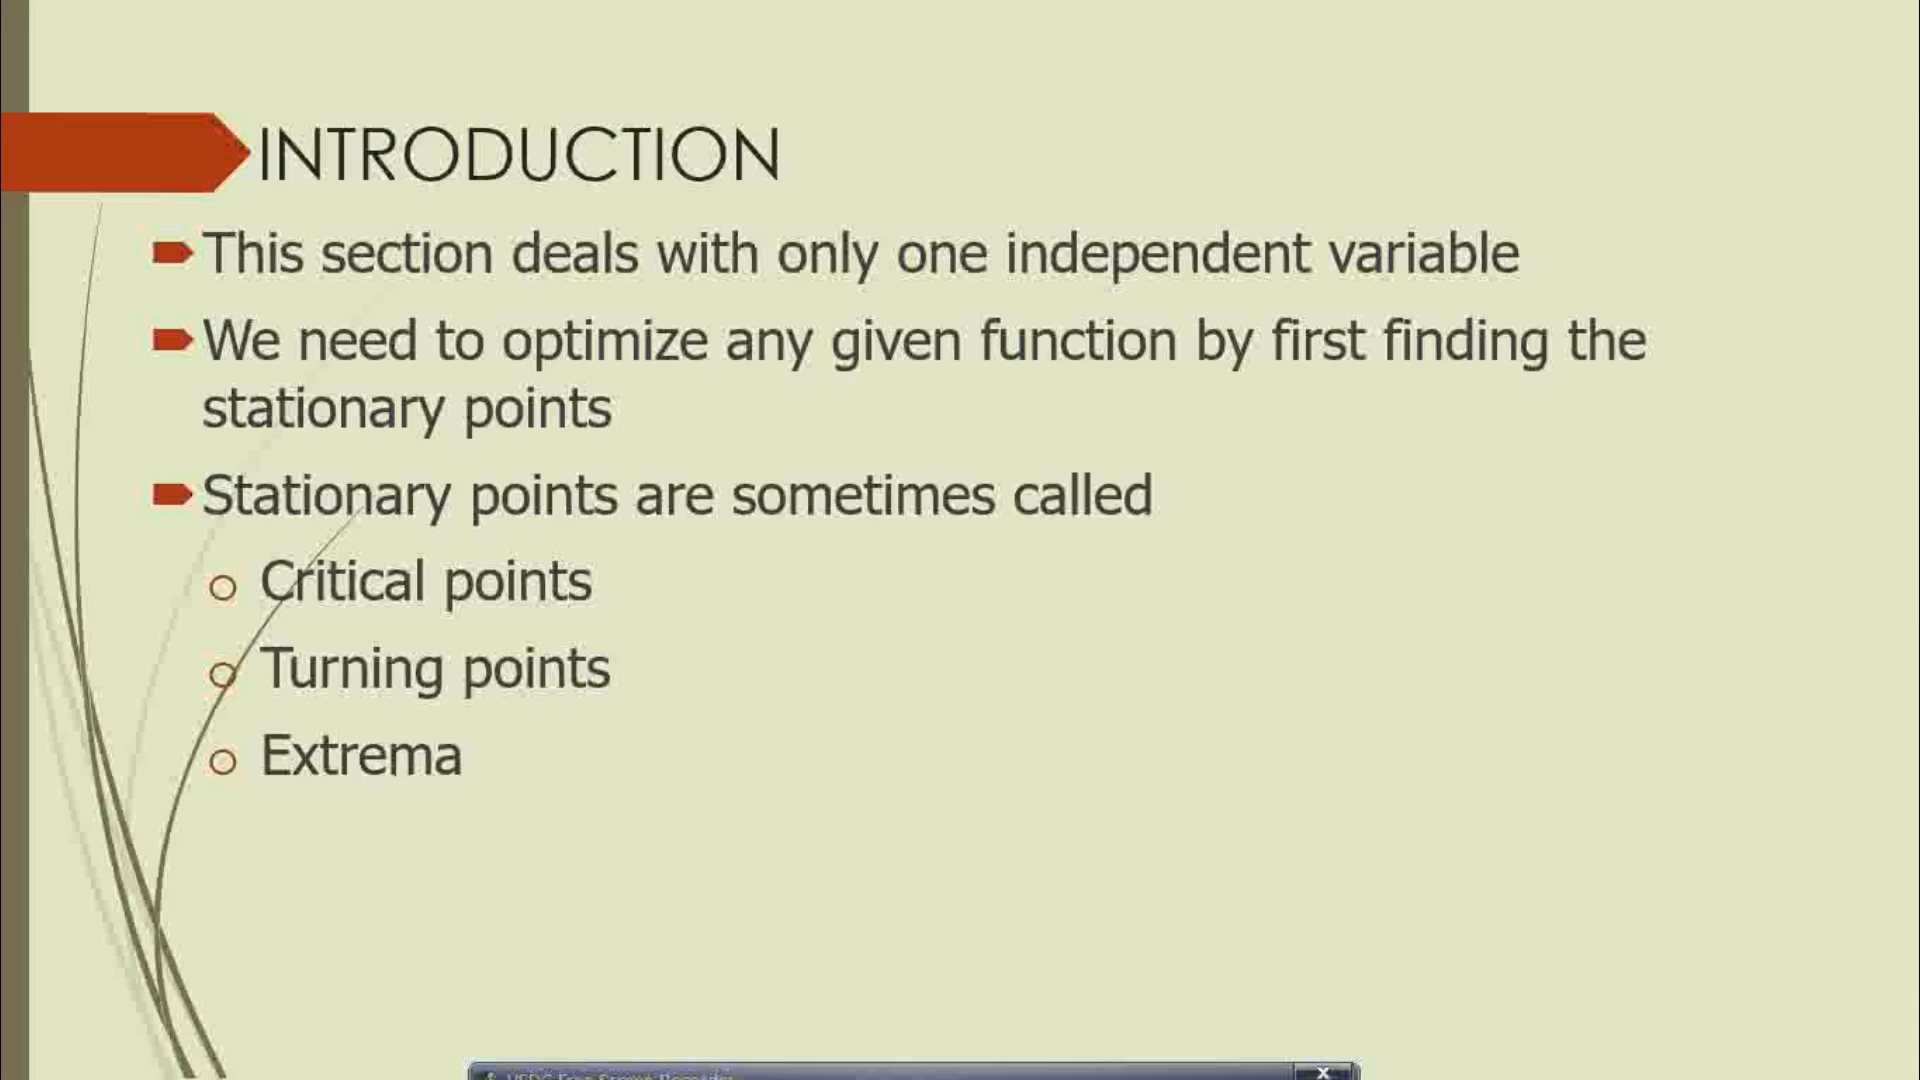 INTRODUCTION
This section deals with only one independent variable
We need to optimize any given function by first finding the
stationary points
Stationary points are sometimes called
Critical points
Turning points
Extrema